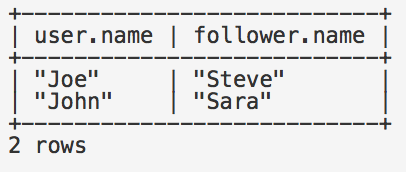 +----------------------------+
| user.name | follower.name |
+----------------------------+
| "Joe"     | "Steve"       |
| "John"    | "Sara"        |
+----------------------------+
2 rows